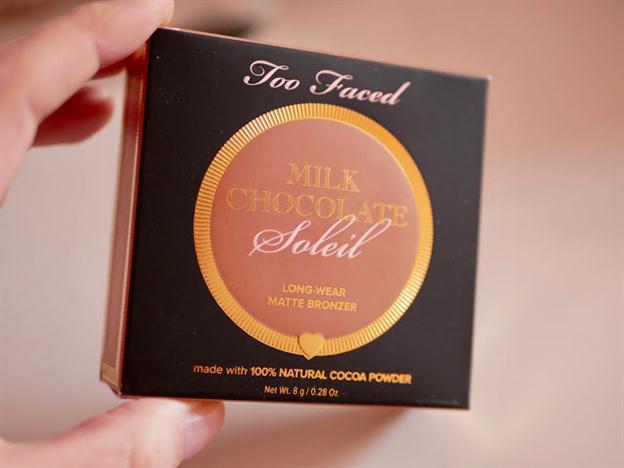 Too Faced
MILK
CHOCOLATE
Soleil
LONG-WEAR
MATTE BRONZER
made with 100% NATURAL COCOA POWDER
Net Wt. 8 g / 0.28 Oz.